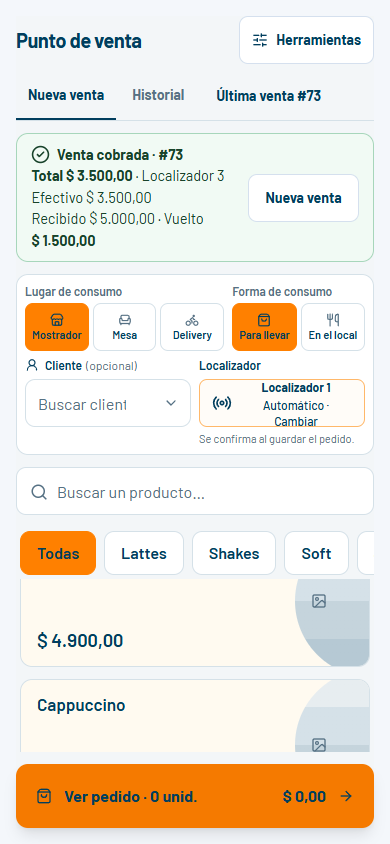 Punto de venta
Herramientas
Nueva venta
Historial
Última venta #73
Venta cobrada · #73
Total $ 3.500,00 · Localizador 3
Efectivo $ 3.500,00
Recibido $ 5.000,00 · Vuelto
$ 1.500,00
Nueva venta
Lugar de consumo
Forma de consumo
Mostrador
Mesa
Delivery
Para llevar
En el local
Cliente (opcional)
Localizador
Buscar client
Localizador 1
Automático ·
Cambiar
Se confirma al guardar el pedido.
Buscar un producto...
Todas
Lattes
Shakes
Soft
$ 4.900,00
Cappuccino
Ver pedido · 0 unid.
$ 0,00